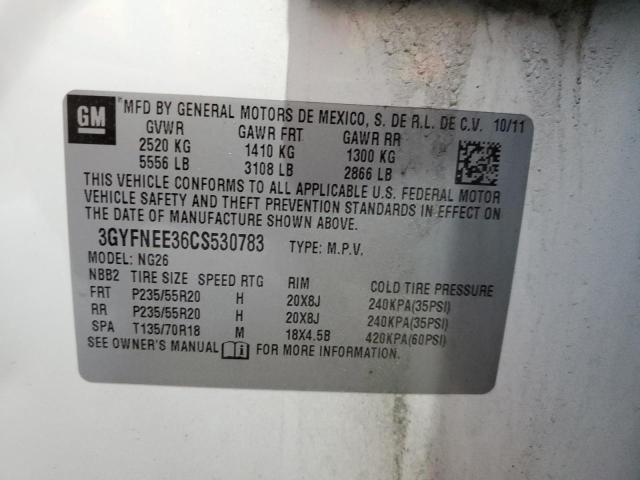 GM
MFD BY GENERAL MOTORS DE MEXICO, S. DE R.L. DE C.V. 10/11
GVWR GAWR FRT GAWR RR
2520 KG 1410 KG 1300 KG
5556 LB 3108 LB 2866 LB
THIS VEHICLE CONFORMS TO ALL APPLICABLE U.S. FEDERAL MOTOR
VEHICLE SAFETY AND THEFT PREVENTION STANDARDS IN EFFECT ON
THE DATE OF MANUFACTURE SHOWN ABOVE.
3GYFNEE36CS530783 TYPE: M.P.V.
MODEL: NG26
NBB2 TIRE SIZE SPEED RTG RIM COLD TIRE PRESSURE
FRT P235/55R20 H 20X8J 240KPA(35PSI)
RR P235/55R20 H 20X8J 240KPA(35PSI)
SPA T135/70R18 M 18X4.5B 420KPA(60PSI)
SEE OWNER'S MANUAL FOR MORE INFORMATION.